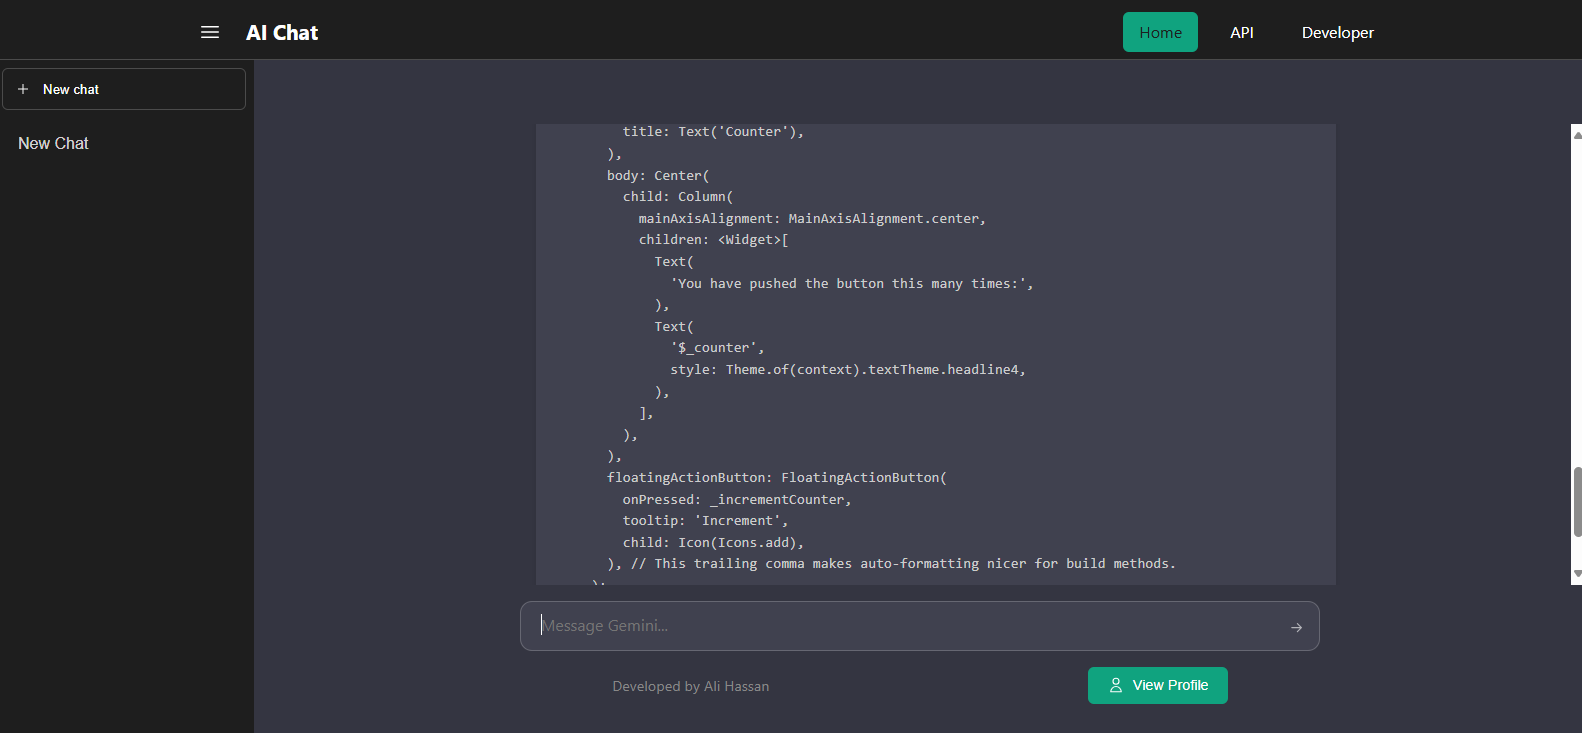 AI Chat
Home
API
Developer
New chat
New Chat
title: Text('Counter'),
),
body: Center(
child: Column(
mainAxisAlignment: MainAxisAlignment.center,
children: <Widget>[
Text(
'You have pushed the button this many times:',
),
Text(
'$_counter',
style: Theme.of(context).textTheme.headline4,
),
],
),
),
floatingActionButton: FloatingActionButton(
onPressed: _incrementCounter,
tooltip: 'Increment',
child: Icon(Icons.add),
), // This trailing comma makes auto-formatting nicer for build methods.
Message Gemini...
Developed by Ali Hassan
View Profile